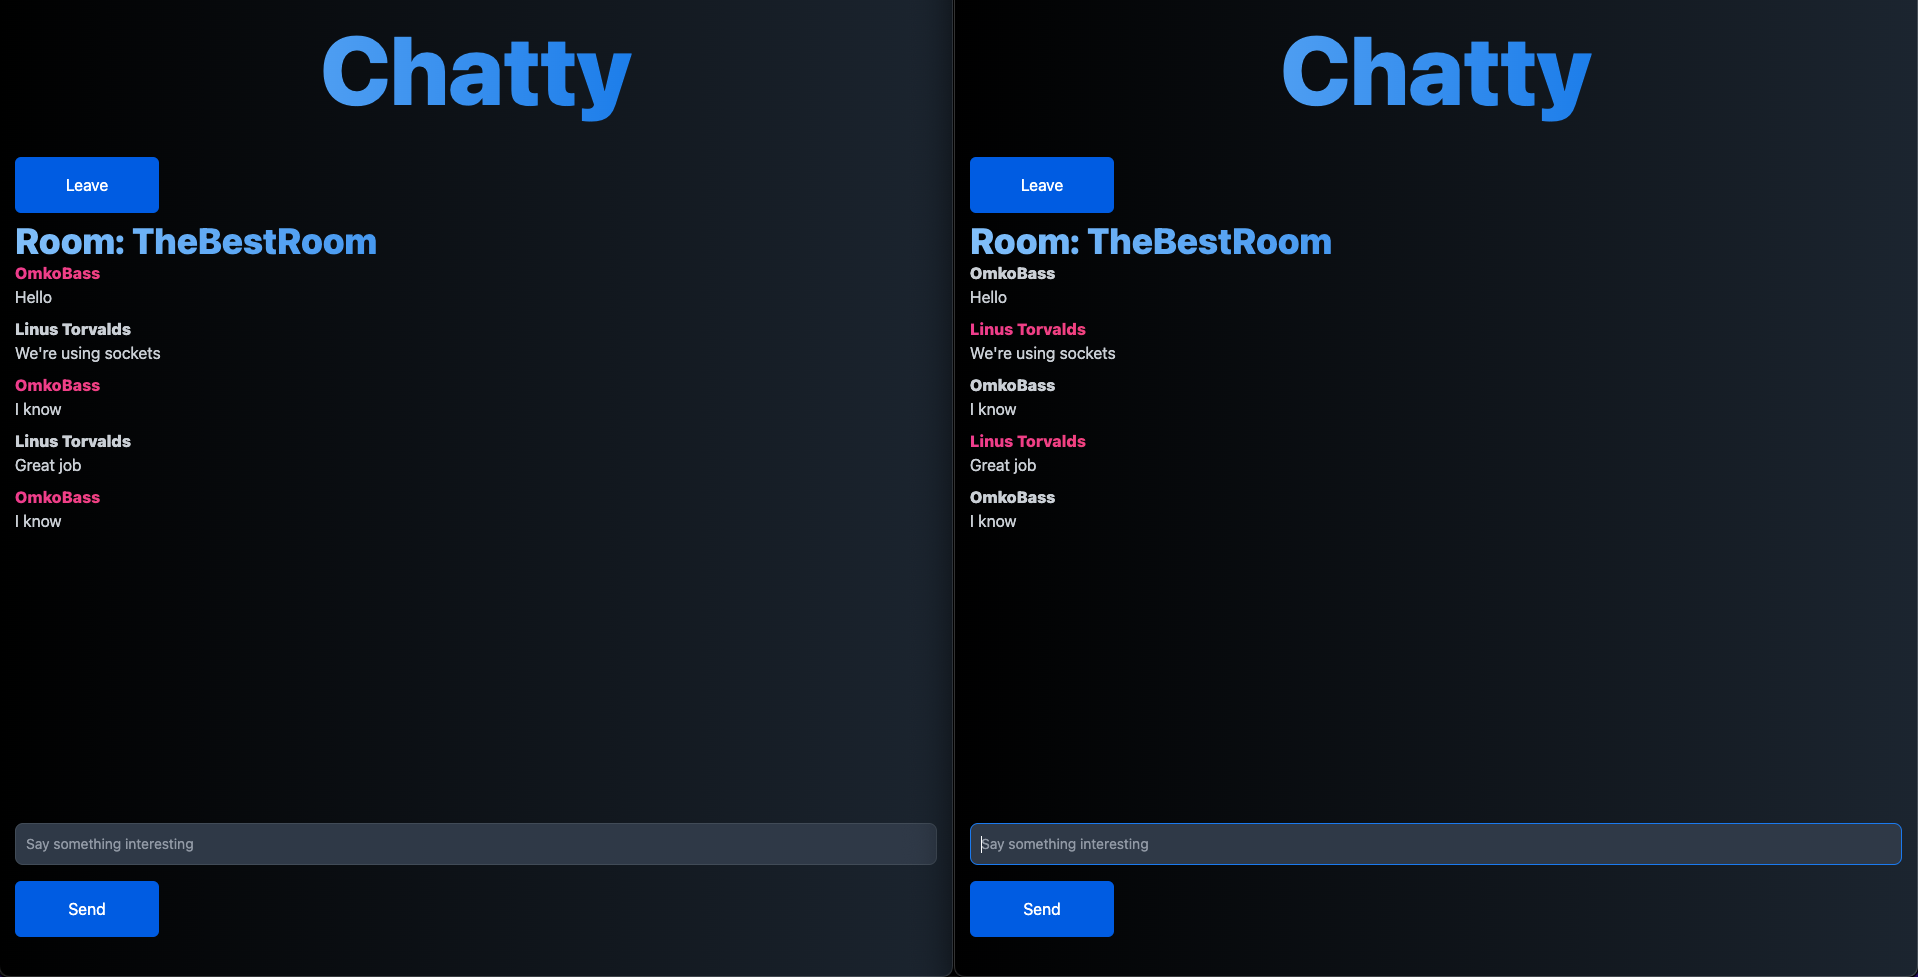 Chatty
Leave
Room: TheBestRoom
OmkoBass
Hello
Linus Torvalds
We're using sockets
OmkoBass
I know
Linus Torvalds
Great job
OmkoBass
I know
Say something interesting
Send
Chatty
Leave
Room: TheBestRoom
OmkoBass
Hello
Linus Torvalds
We're using sockets
OmkoBass
I know
Linus Torvalds
Great job
OmkoBass
I know
Say something interesting
Send